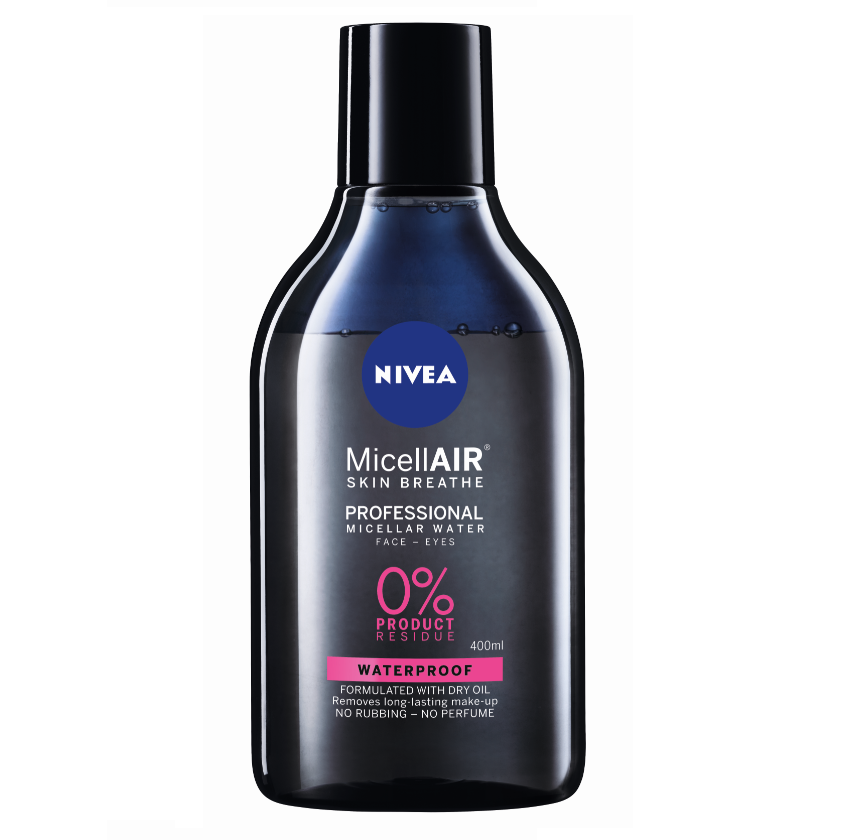 NIVEA
MicellAIR®
SKIN BREATHE
PROFESSIONAL
MICELLAR WATER
FACE – EYES
0%
PRODUCT
RESIDUE
400ml
WATERPROOF
FORMULATED WITH DRY OIL
Removes long-lasting make-up
NO RUBBING – NO PERFUME